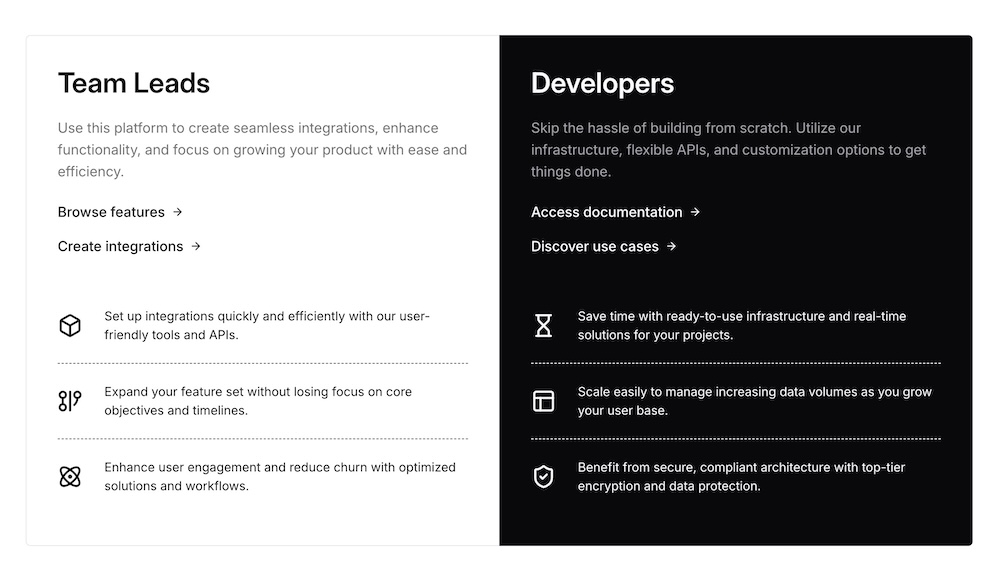 Team Leads
Use this platform to create seamless integrations, enhance
functionality, and focus on growing your product with ease and
efficiency.
Browse features →
Create integrations →
Set up integrations quickly and efficiently with our user-
friendly tools and APIs.
Expand your feature set without losing focus on core
objectives and timelines.
Enhance user engagement and reduce churn with optimized
solutions and workflows.
Developers
Skip the hassle of building from scratch. Utilize our
infrastructure, flexible APIs, and customization options to get
things done.
Access documentation →
Discover use cases →
Save time with ready-to-use infrastructure and real-time
solutions for your projects.
Scale easily to manage increasing data volumes as you grow
your user base.
Benefit from secure, compliant architecture with top-tier
encryption and data protection.